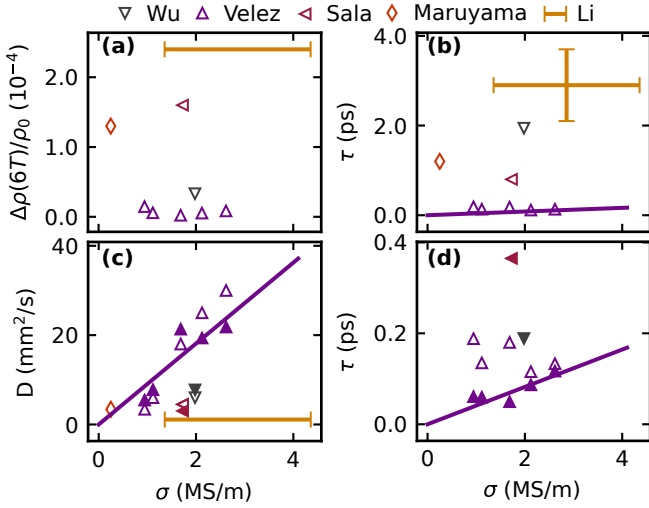 Wu Velez Sala Maruyama Li
(a)
Δρ(6T)/ρ₀ (10⁻⁴)
2.0
1.0
0.0
(b)
τ (ps)
4.0
2.0
0.0
(c)
D (mm²/s)
40
20
0
0 2 4
σ (MS/m)
(d)
τ (ps)
0.4
0.2
0.0
0 2 4
σ (MS/m)